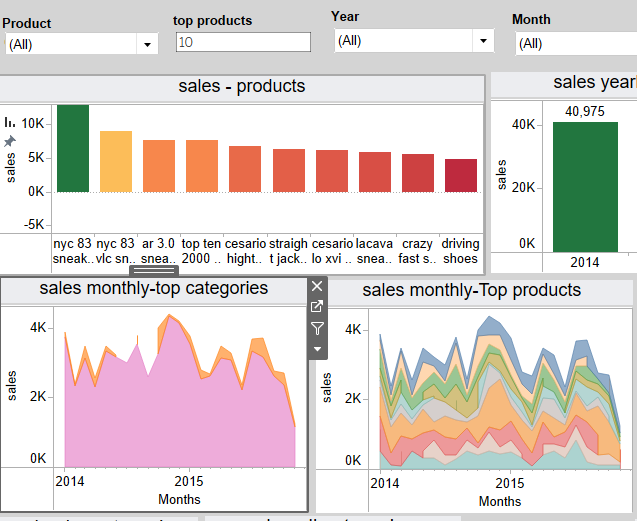 Product
top products
Year
Month
(All)
10
(All)
(All)
sales - products
10K
5K
0K
-5K
sales
nyc 83 sneak..
nyc 83 vlc sn..
ar 3.0 snea..
top ten 2000 ..
cesario hight..
straigh t jack..
cesario lo xvi ..
lacava snea..
crazy fast s..
driving shoes
sales yearl
40,975
40K
20K
0K
sales
2014
sales monthly-top categories
4K
2K
0K
sales
2014
2015
Months
sales monthly-Top products
4K
2K
0K
sales
2014
2015
Months